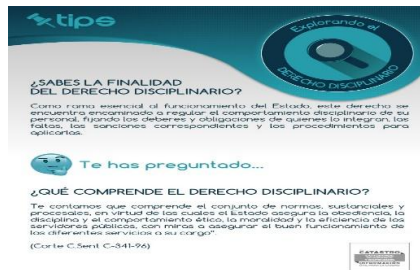 tips
Explorando el
DERECHO DISCIPLINARIO
¿SABES LA FINALIDAD
DEL DERECHO DISCIPLINARIO?
Como rama esencial al funcionamiento del Estado, este derecho se
encuentra encaminado a regular el comportamiento disciplinario de su
personal, fijando los deberes y obligaciones de quienes lo integran, las
faltas, las sanciones correspondientes y los procedimientos para
aplicarlas.
Te has preguntado...
¿QUÉ COMPRENDE EL DERECHO DISCIPLINARIO?
Te contamos que comprende el conjunto de normas, sustanciales y
procesales, en virtud de las cuales el Estado asegura la obediencia, la
disciplina y el comportamiento ético, la moralidad y la eficiencia de los
servidores públicos, con miras a asegurar el buen funcionamiento de
los diferentes servicios a su cargo".
(Corte C.Sent C-341-96)
CATASTRO